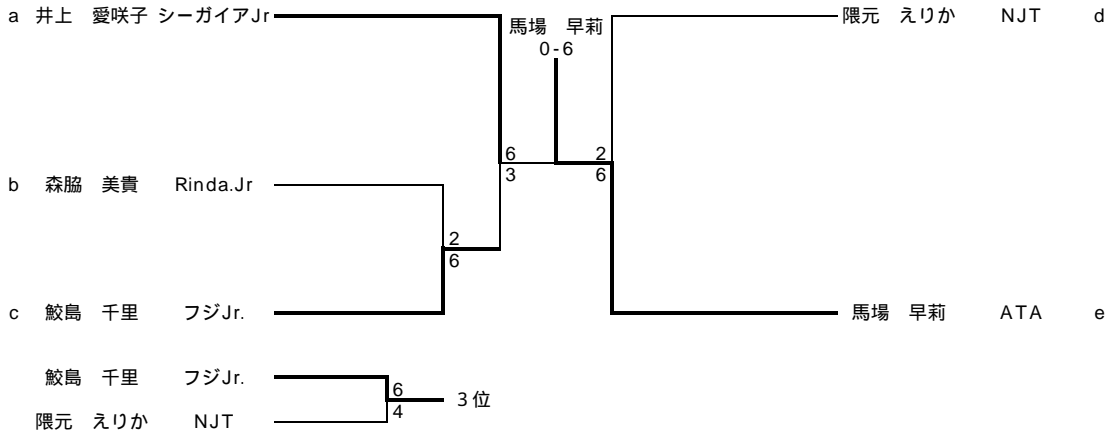 a 井上 愛咲子 シーガイアJr
馬場 早莉
0-6
隈元 えりか NJT d
6
3
2
6
b 森脇 美貴 Rinda.Jr
2
6
c 鮫島 千里 フジJr.
馬場 早莉 ATA e
鮫島 千里 フジJr.
6
4
3位
隈元 えりか NJT